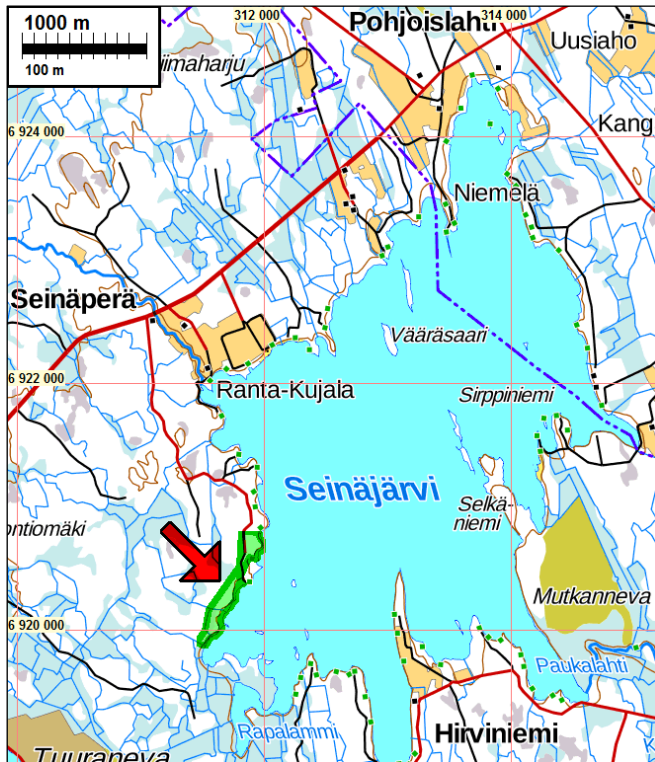 1000 m
100 m
312 000
314 000
Pohjoislahti
Uusiaho
iimaharju
6 924 000
Kang
Niemelä
Seinäperä
Vääräsaari
6 922 000
Ranta-Kujala
Sirppiniemi
Seinäjärvi
Selkä-
niemi
ontiomäki
Mutkanneva
6 920 000
Paukalahti
Rapalammi
Hirviniemi
K
Tuuraneva